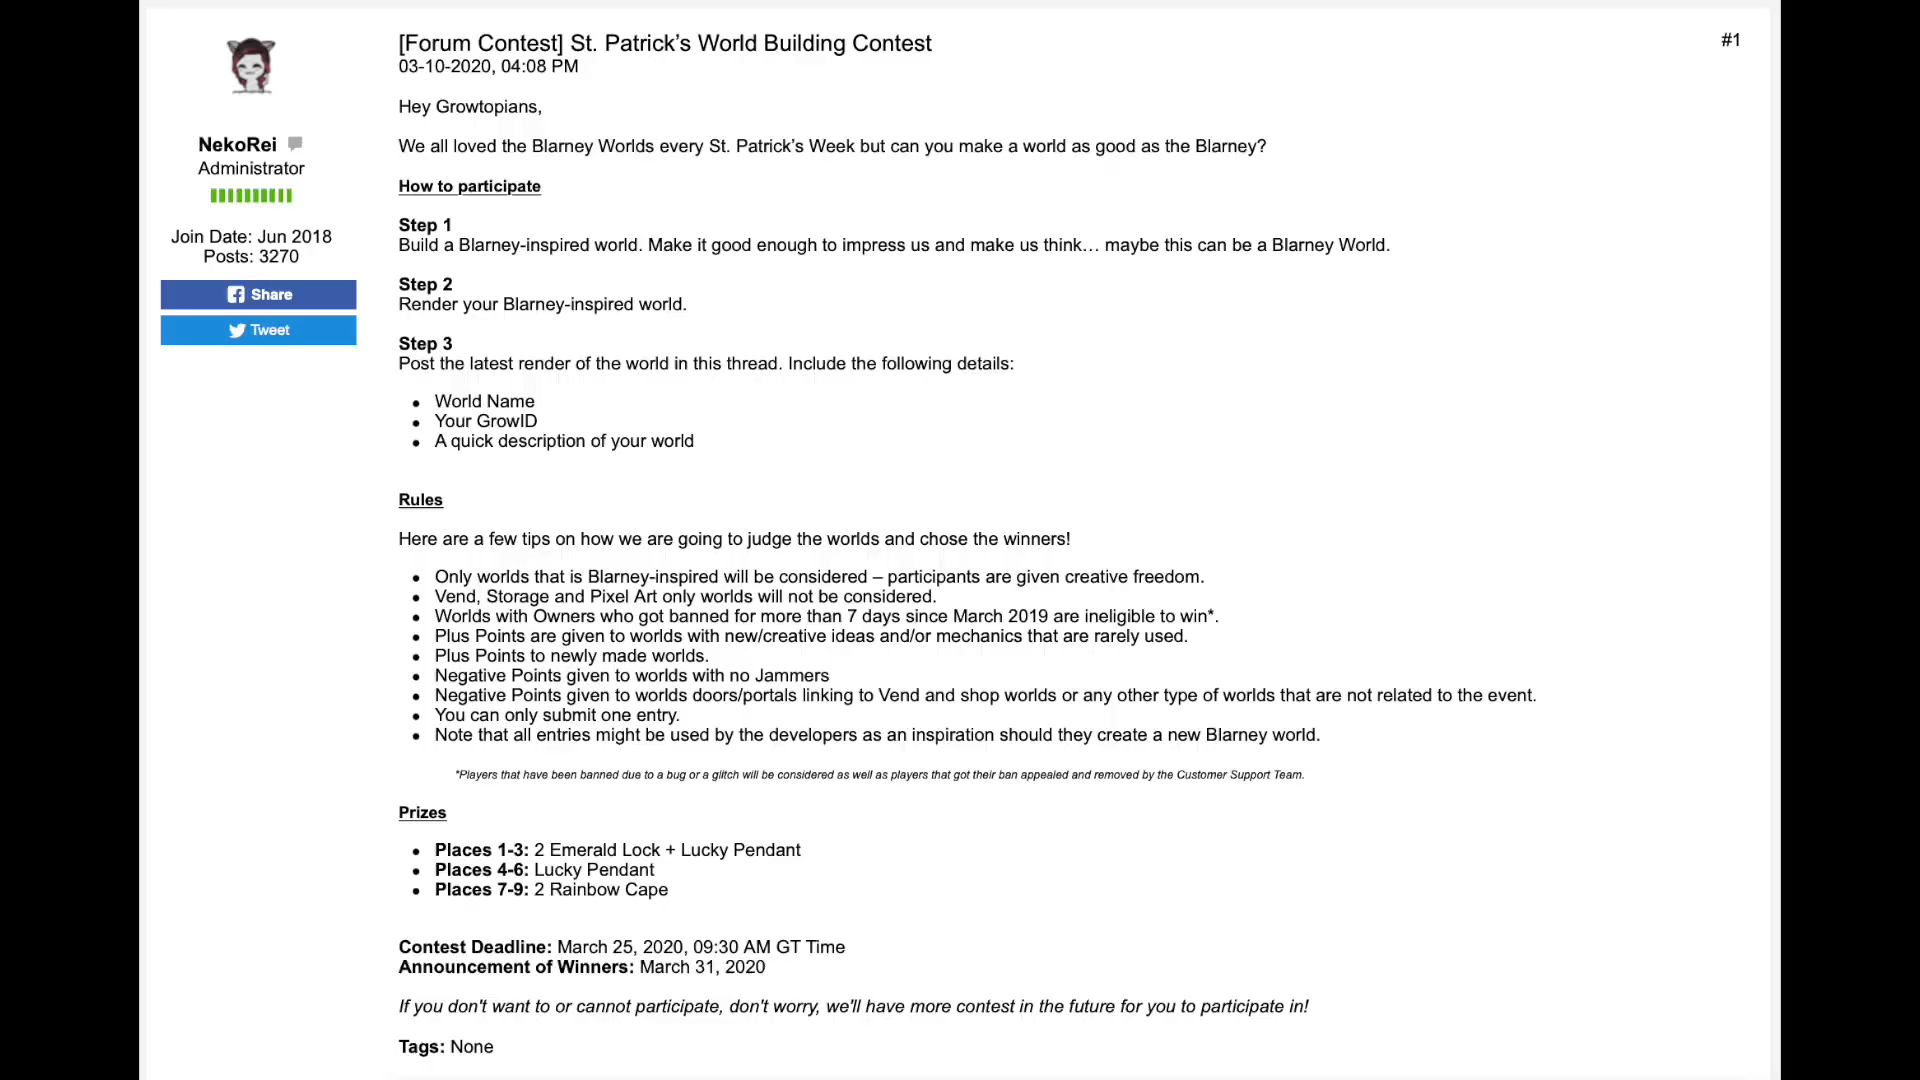 [Forum Contest] St. Patrick’s World Building Contest
#1
03-10-2020, 04:08 PM
NekoRei
Administrator
Join Date: Jun 2018
Posts: 3270
Share
Tweet
Hey Growtopians,
We all loved the Blarney Worlds every St. Patrick’s Week but can you make a world as good as the Blarney?
How to participate
Step 1
Build a Blarney-inspired world. Make it good enough to impress us and make us think… maybe this can be a Blarney World.
Step 2
Render your Blarney-inspired world.
Step 3
Post the latest render of the world in this thread. Include the following details:
• World Name
• Your GrowID
• A quick description of your world
Rules
Here are a few tips on how we are going to judge the worlds and chose the winners!
• Only worlds that is Blarney-inspired will be considered – participants are given creative freedom.
• Vend, Storage and Pixel Art only worlds will not be considered.
• Worlds with Owners who got banned for more than 7 days since March 2019 are ineligible to win*.
• Plus Points are given to worlds with new/creative ideas and/or mechanics that are rarely used.
• Plus Points to newly made worlds.
• Negative Points given to worlds with no Jammers
• Negative Points given to worlds doors/portals linking to Vend and shop worlds or any other type of worlds that are not related to the event.
• You can only submit one entry.
• Note that all entries might be used by the developers as an inspiration should they create a new Blarney world.
*Players that have been banned due to a bug or a glitch will be considered as well as players that got their ban appealed and removed by the Customer Support Team.
Prizes
• Places 1-3: 2 Emerald Lock + Lucky Pendant
• Places 4-6: Lucky Pendant
• Places 7-9: 2 Rainbow Cape
Contest Deadline: March 25, 2020, 09:30 AM GT Time
Announcement of Winners: March 31, 2020
If you don't want to or cannot participate, don't worry, we'll have more contest in the future for you to participate in!
Tags: None